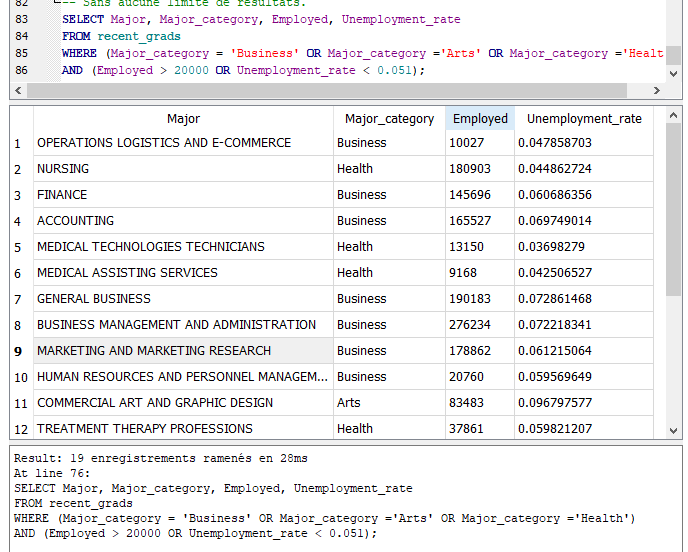 82 -- Sans aucune limite de résultats.
83 SELECT Major, Major_category, Employed, Unemployment_rate
84 FROM recent_grads
85 WHERE (Major_category = 'Business' OR Major_category ='Arts' OR Major_category ='Healt
86 AND (Employed > 20000 OR Unemployment_rate < 0.051);
Major Major_category Employed Unemployment_rate
1 OPERATIONS LOGISTICS AND E-COMMERCE Business 10027 0.047858703
2 NURSING Health 180903 0.044862724
3 FINANCE Business 145696 0.060686356
4 ACCOUNTING Business 165527 0.069749014
5 MEDICAL TECHNOLOGIES TECHNICIANS Health 13150 0.03698279
6 MEDICAL ASSISTING SERVICES Health 9168 0.042506527
7 GENERAL BUSINESS Business 190183 0.072861468
8 BUSINESS MANAGEMENT AND ADMINISTRATION Business 276234 0.072218341
9 MARKETING AND MARKETING RESEARCH Business 178862 0.061215064
10 HUMAN RESOURCES AND PERSONNEL MANAGEM... Business 20760 0.059569649
11 COMMERCIAL ART AND GRAPHIC DESIGN Arts 83483 0.096797577
12 TREATMENT THERAPY PROFESSIONS Health 37861 0.059821207
Result: 19 enregistrements ramenés en 28ms
At line 76:
SELECT Major, Major_category, Employed, Unemployment_rate
FROM recent_grads
WHERE (Major_category = 'Business' OR Major_category ='Arts' OR Major_category ='Health')
AND (Employed > 20000 OR Unemployment_rate < 0.051);